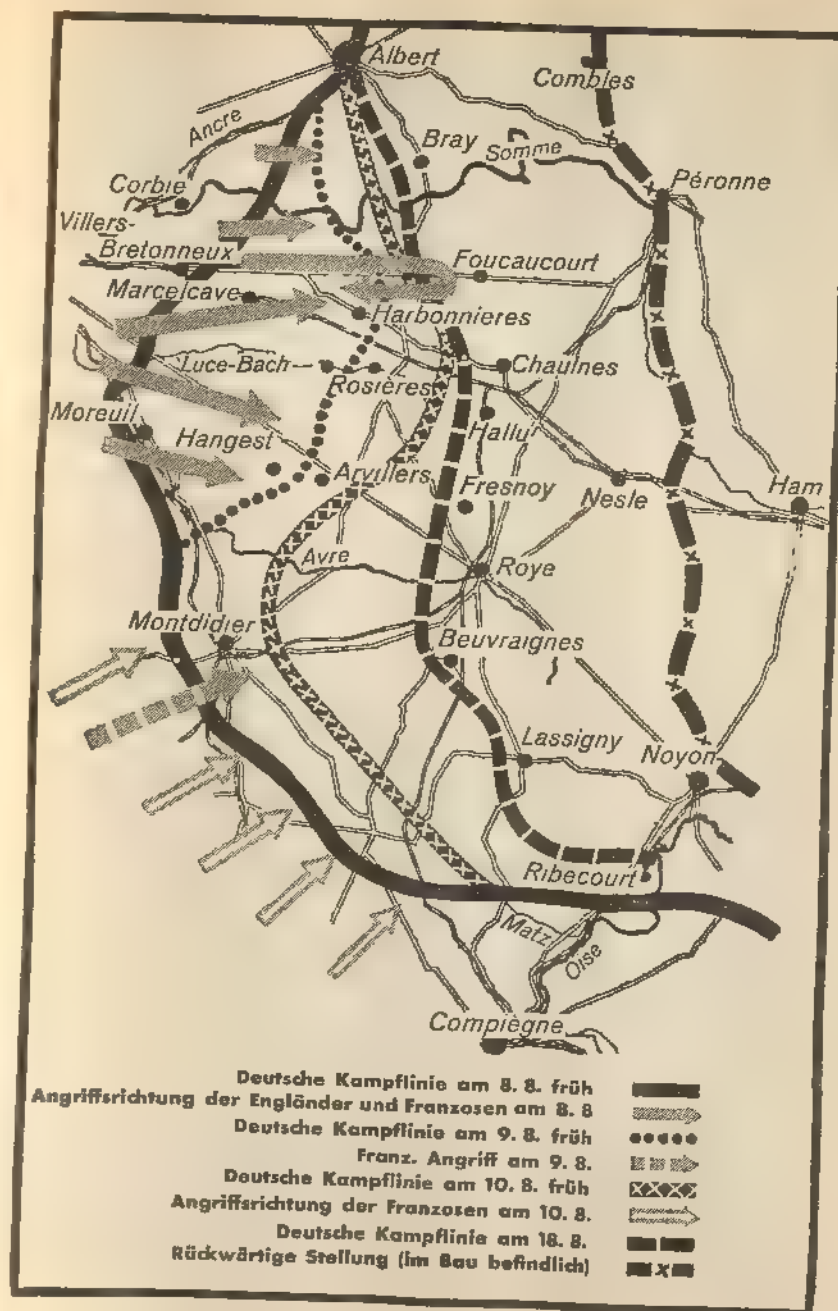 Albert
Combles
Ancre
Bray
Somme
Corbie
Péronne
Villers-
Bretonneux
Foucaucourt
Marcelcave
Harbonnieres
Luce-Bach
Chaulnes
Rosières
Moreuil
Hallu
Hangest
Arvillers
Fresnoy
Nesle
Ham
Avre
Roye
Montdidier
Beuvraignes
Lassigny
Noyon
Ribecourt
Matz
Oise
Compiègne
Deutsche Kampflinie am 8. 8. früh
Angriffsrichtung der Engländer und Franzosen am 8. 8
Deutsche Kampflinie am 9. 8. früh
Franz. Angriff am 9. 8.
Deutsche Kampflinie am 10. 8. früh
Angriffsrichtung der Franzosen am 10. 8.
Deutsche Kampflinie am 18. 8.
Rückwärtige Stellung (im Bau befindlich)